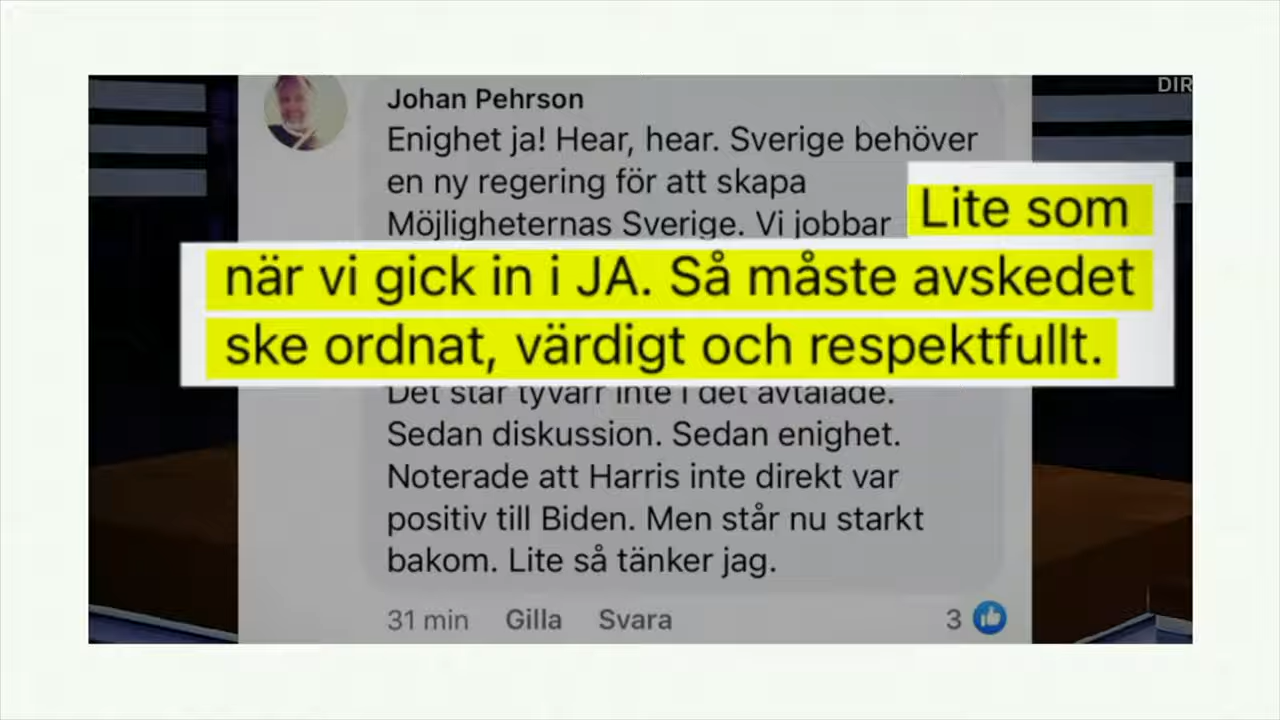 DIR
Johan Pehrson
Enighet ja! Hear, hear. Sverige behöver
en ny regering för att skapa
Möjligheternas Sverige. Vi jobbar
Lite som
när vi gick in i JA. Så måste avskedet
ske ordnat, värdigt och respektfullt.
Det står tyvärr inte i det avtalade.
Sedan diskussion. Sedan enighet.
Noterade att Harris inte direkt var
positiv till Biden. Men står nu starkt
bakom. Lite så tänker jag.
31 min Gilla Svara 3